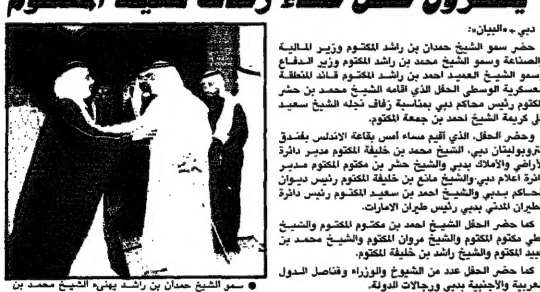 يحضرون حفل عشاء زفاف سعيد المكتوم
دبي - «البيان»:
حضر سمو الشيخ حمدان بن راشد المكتوم وزير المالية
والصناعة وسمو الشيخ محمد بن راشد المكتوم وزير الدفاع
وسمو الشيخ العميد احمد بن راشد المكتوم قائد المنطقة
العسكرية الوسطى الحفل الذي اقامه الشيخ محمد بن حشر
المكتوم رئيس محاكم دبي بمناسبة زفاف نجله الشيخ سعيد
على كريمة الشيخ احمد بن جمعة المكتوم.
وحضر الحفل، الذي أقيم مساء أمس بقاعة الاندلس بفندق
متروبوليتان دبي، الشيخ محمد بن خليفة المكتوم مدير دائرة
الأراضي والأملاك بدبي والشيخ حشر بن مكتوم المكتوم مدير
دائرة اعلام دبي والشيخ مانع بن خليفة المكتوم رئيس ديوان
الحاكم بدبي والشيخ احمد بن سعيد المكتوم رئيس دائرة
الطيران المدني بدبي رئيس طيران الامارات.
كما حضر الحفل الشيخ احمد بن مكتوم المكتوم والشيخ
بطي مكتوم المكتوم والشيخ مروان المكتوم والشيخ محمد بن
عبيد المكتوم والشيخ راشد بن خليفة المكتوم.
كما حضر الحفل عدد من الشيوخ والوزراء وقناصل الدول
العربية والأجنبية بدبي ورجالات الدولة.
● سمو الشيخ حمدان بن راشد يهنىء الشيخ محمد بن